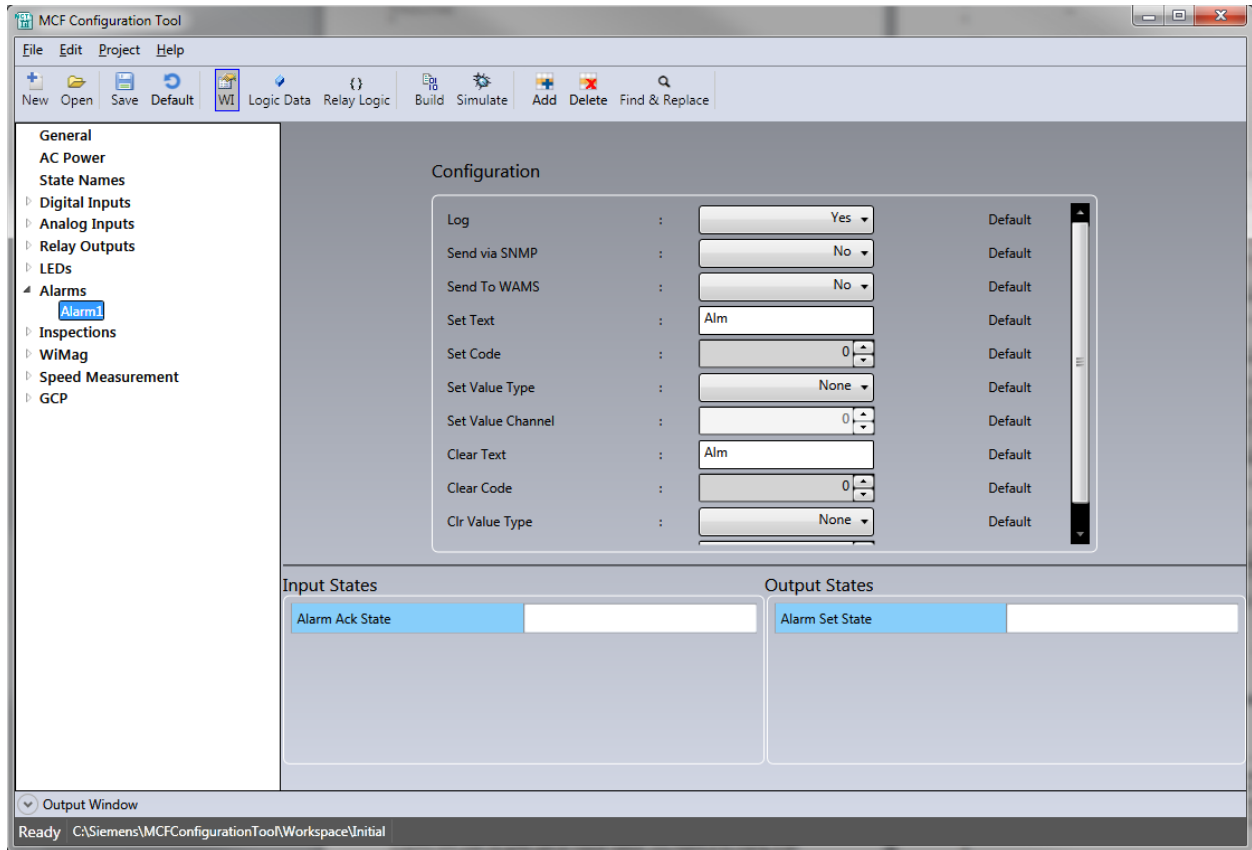 MCF Configuration Tool
File Edit Project Help
New Open Save Default WI Logic Data Relay Logic Build Simulate Add Delete Find & Replace
General
AC Power
State Names
Digital Inputs
Analog Inputs
Relay Outputs
LEDs
Alarms
Alarm1
Inspections
WiMag
Speed Measurement
GCP
Configuration
Log : Yes Default
Send via SNMP : No Default
Send To WAMS : No Default
Set Text : Alm Default
Set Code : 0 Default
Set Value Type : None Default
Set Value Channel : 0 Default
Clear Text : Alm Default
Clear Code : 0 Default
Clr Value Type : None Default
Input States
Alarm Ack State
Output States
Alarm Set State
Output Window
Ready C:\Siemens\MCFConfigurationTool\Workspace\Initial